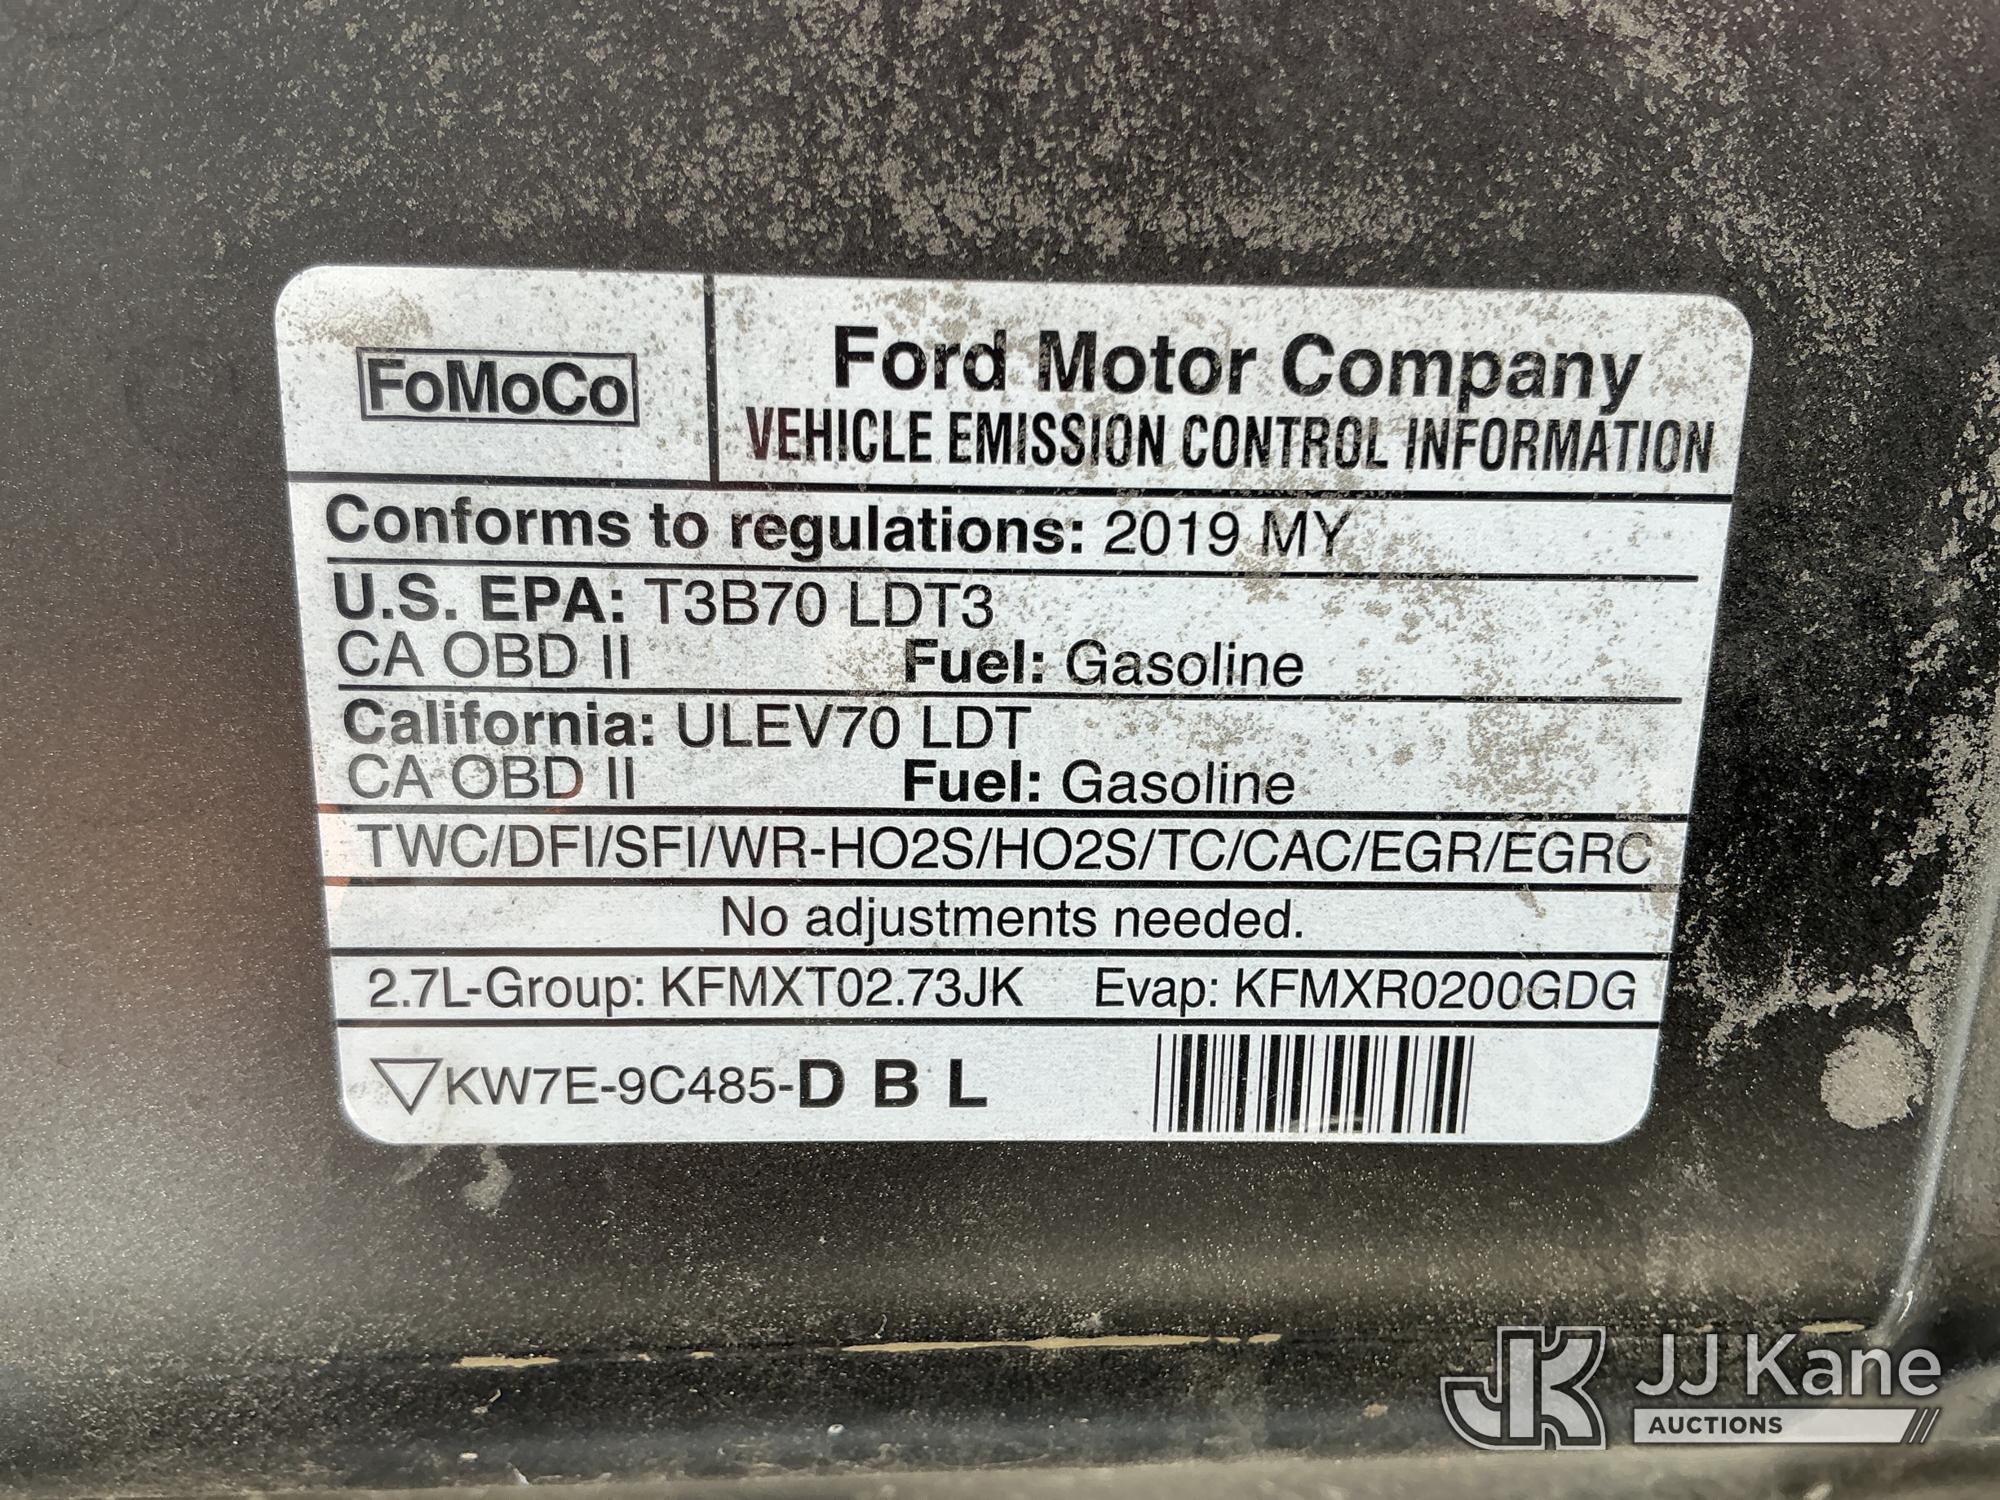 FoMoCo
Ford Motor Company
VEHICLE EMISSION CONTROL INFORMATION
Conforms to regulations: 2019 MY
U.S. EPA: T3B70 LDT3
CA OBD II Fuel: Gasoline
California: ULEV70 LDT
CA OBD II Fuel: Gasoline
TWC/DFI/SFI/WR-HO2S/HO2S/TC/CAC/EGR/EGRC
No adjustments needed.
2.7L-Group: KFMXT02.73JK Evap: KFMXR0200GDG
KW7E-9C485-D B L
JK JJ Kane
AUCTIONS